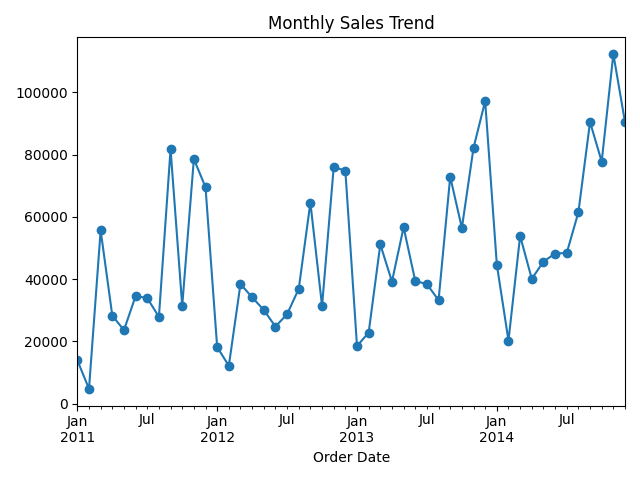 Monthly Sales Trend
100000
80000
60000
40000
20000
0
Jan Jul Jan Jul Jan Jul Jan Jul
2011 2012 2013 2014
Order Date